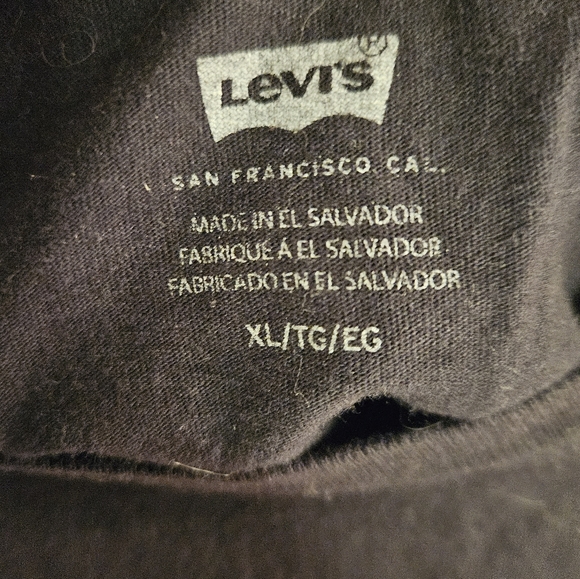 Levi's®
SAN FRANCISCO, CAL.
MADE IN EL SALVADOR
FABRIQUE À EL SALVADOR
FABRICADO EN EL SALVADOR
XL/TG/EG